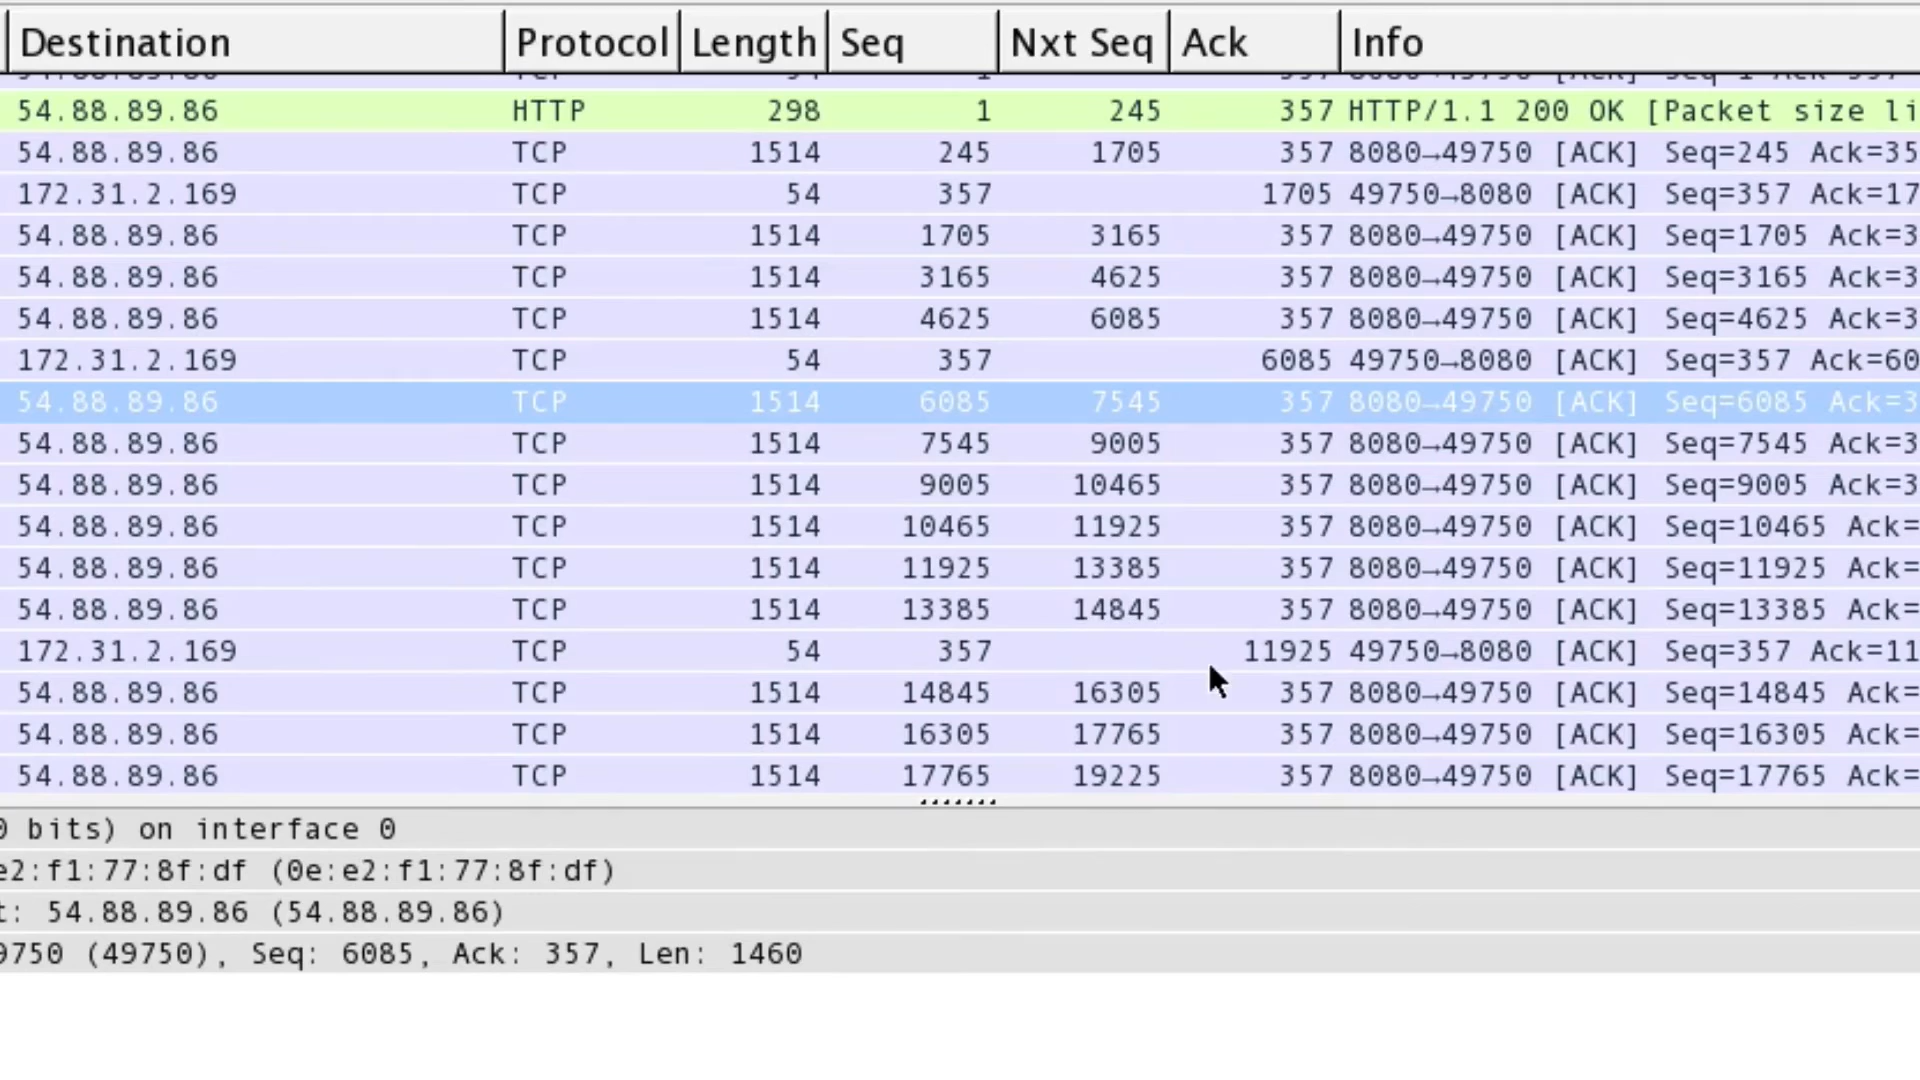 Destination Protocol Length Seq Nxt Seq Ack Info
54.88.89.86 HTTP 298 1 245 357 HTTP/1.1 200 OK [Packet size li
54.88.89.86 TCP 1514 245 1705 357 8080→49750 [ACK] Seq=245 Ack=35
172.31.2.169 TCP 54 357 1705 49750→8080 [ACK] Seq=357 Ack=17
54.88.89.86 TCP 1514 1705 3165 357 8080→49750 [ACK] Seq=1705 Ack=3
54.88.89.86 TCP 1514 3165 4625 357 8080→49750 [ACK] Seq=3165 Ack=3
54.88.89.86 TCP 1514 4625 6085 357 8080→49750 [ACK] Seq=4625 Ack=3
172.31.2.169 TCP 54 357 6085 49750→8080 [ACK] Seq=357 Ack=60
54.88.89.86 TCP 1514 6085 7545 357 8080→49750 [ACK] Seq=6085 Ack=3
54.88.89.86 TCP 1514 7545 9005 357 8080→49750 [ACK] Seq=7545 Ack=3
54.88.89.86 TCP 1514 9005 10465 357 8080→49750 [ACK] Seq=9005 Ack=3
54.88.89.86 TCP 1514 10465 11925 357 8080→49750 [ACK] Seq=10465 Ack=
54.88.89.86 TCP 1514 11925 13385 357 8080→49750 [ACK] Seq=11925 Ack=
54.88.89.86 TCP 1514 13385 14845 357 8080→49750 [ACK] Seq=13385 Ack=
172.31.2.169 TCP 54 357 11925 49750→8080 [ACK] Seq=357 Ack=11
54.88.89.86 TCP 1514 14845 16305 357 8080→49750 [ACK] Seq=14845 Ack=
54.88.89.86 TCP 1514 16305 17765 357 8080→49750 [ACK] Seq=16305 Ack=
54.88.89.86 TCP 1514 17765 19225 357 8080→49750 [ACK] Seq=17765 Ack=
0 bits) on interface 0
e2:f1:77:8f:df (0e:e2:f1:77:8f:df)
t: 54.88.89.86 (54.88.89.86)
9750 (49750), Seq: 6085, Ack: 357, Len: 1460